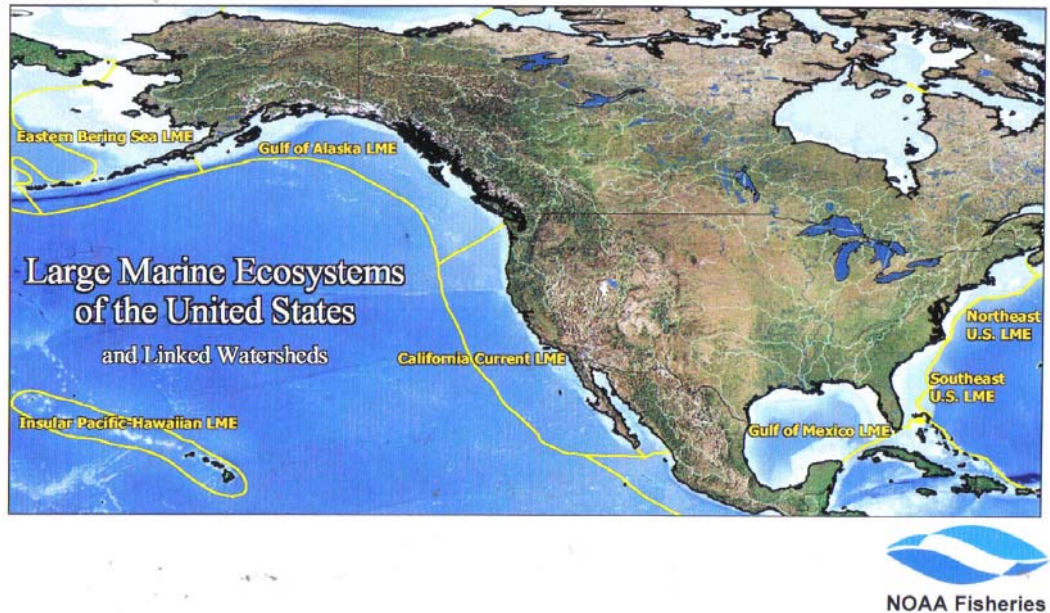 Eastern Bering Sea LME
Gulf of Alaska LME
Large Marine Ecosystems
of the United States
and Linked Watersheds
California Current LME
Insular Pacific-Hawaiian LME
Northeast
U.S. LME
Southeast
U.S. LME
Gulf of Mexico LME
NOAA Fisheries